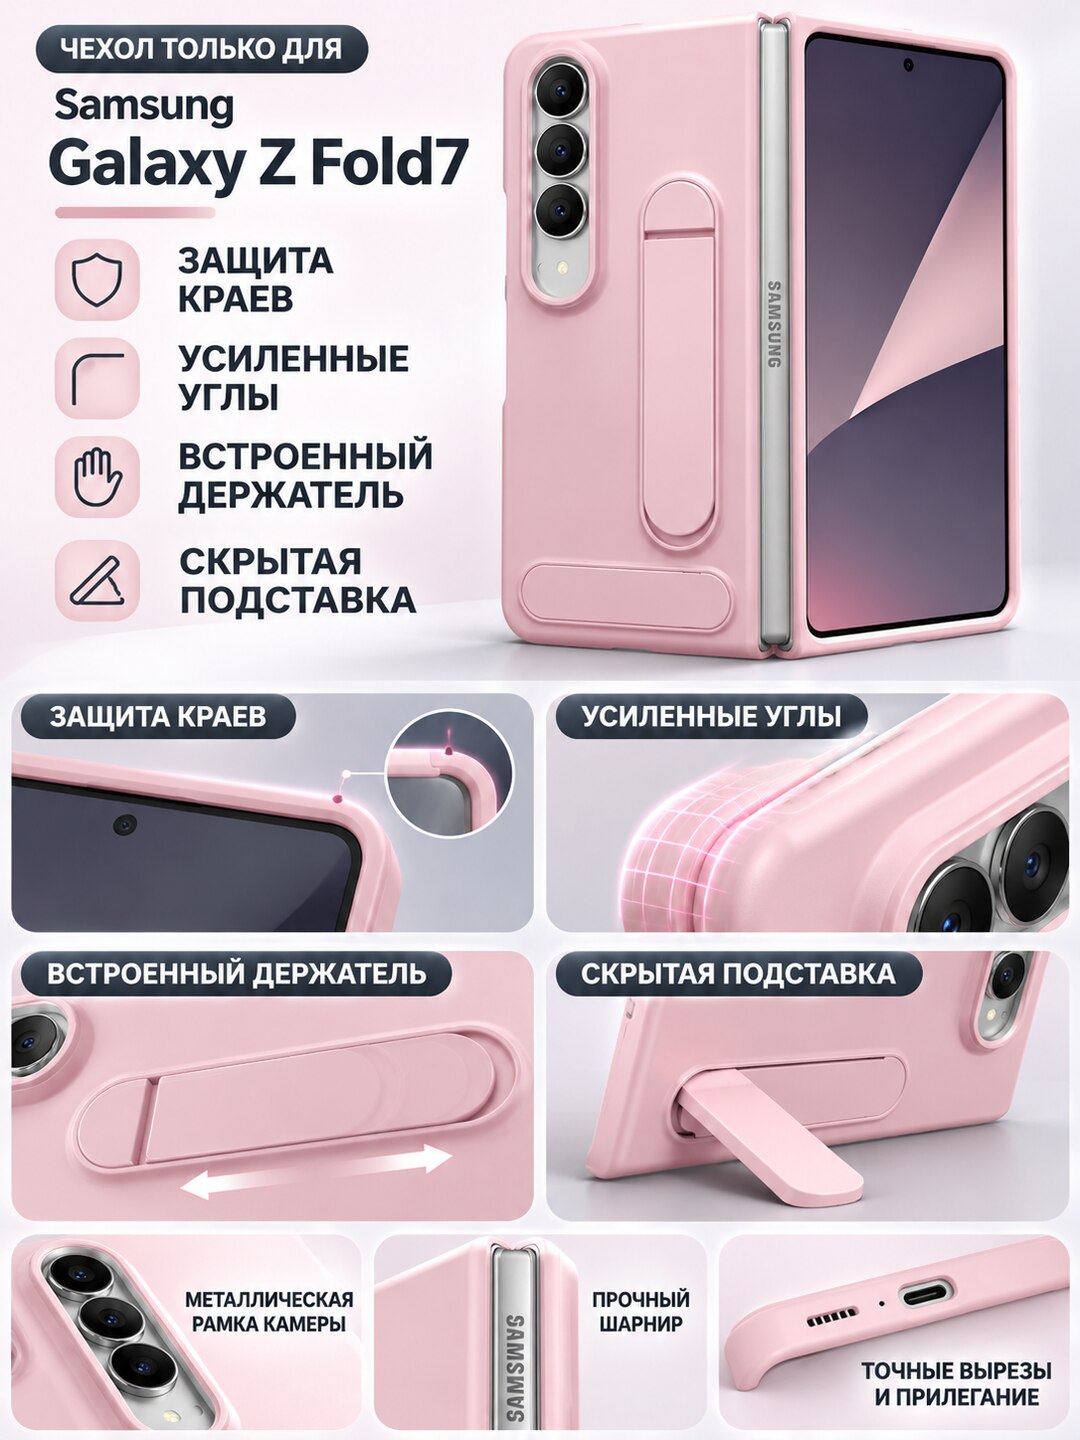 ЧЕХОЛ ТОЛЬКО ДЛЯ
Samsung
Galaxy Z Fold7
ЗАЩИТА
КРАЕВ
УСИЛЕННЫЕ
УГЛЫ
ВСТРОЕННЫЙ
ДЕРЖАТЕЛЬ
СКРЫТАЯ
ПОДСТАВКА
SAMSUNG
ЗАЩИТА КРАЕВ
УСИЛЕННЫЕ УГЛЫ
ВСТРОЕННЫЙ ДЕРЖАТЕЛЬ
СКРЫТАЯ ПОДСТАВКА
МЕТАЛЛИЧЕСКАЯ
РАМКА КАМЕРЫ
SAMSWAS
ПРОЧНЫЙ
ШАРНИР
ТОЧНЫЕ ВЫРЕЗЫ
И ПРИЛЕГАНИЕ